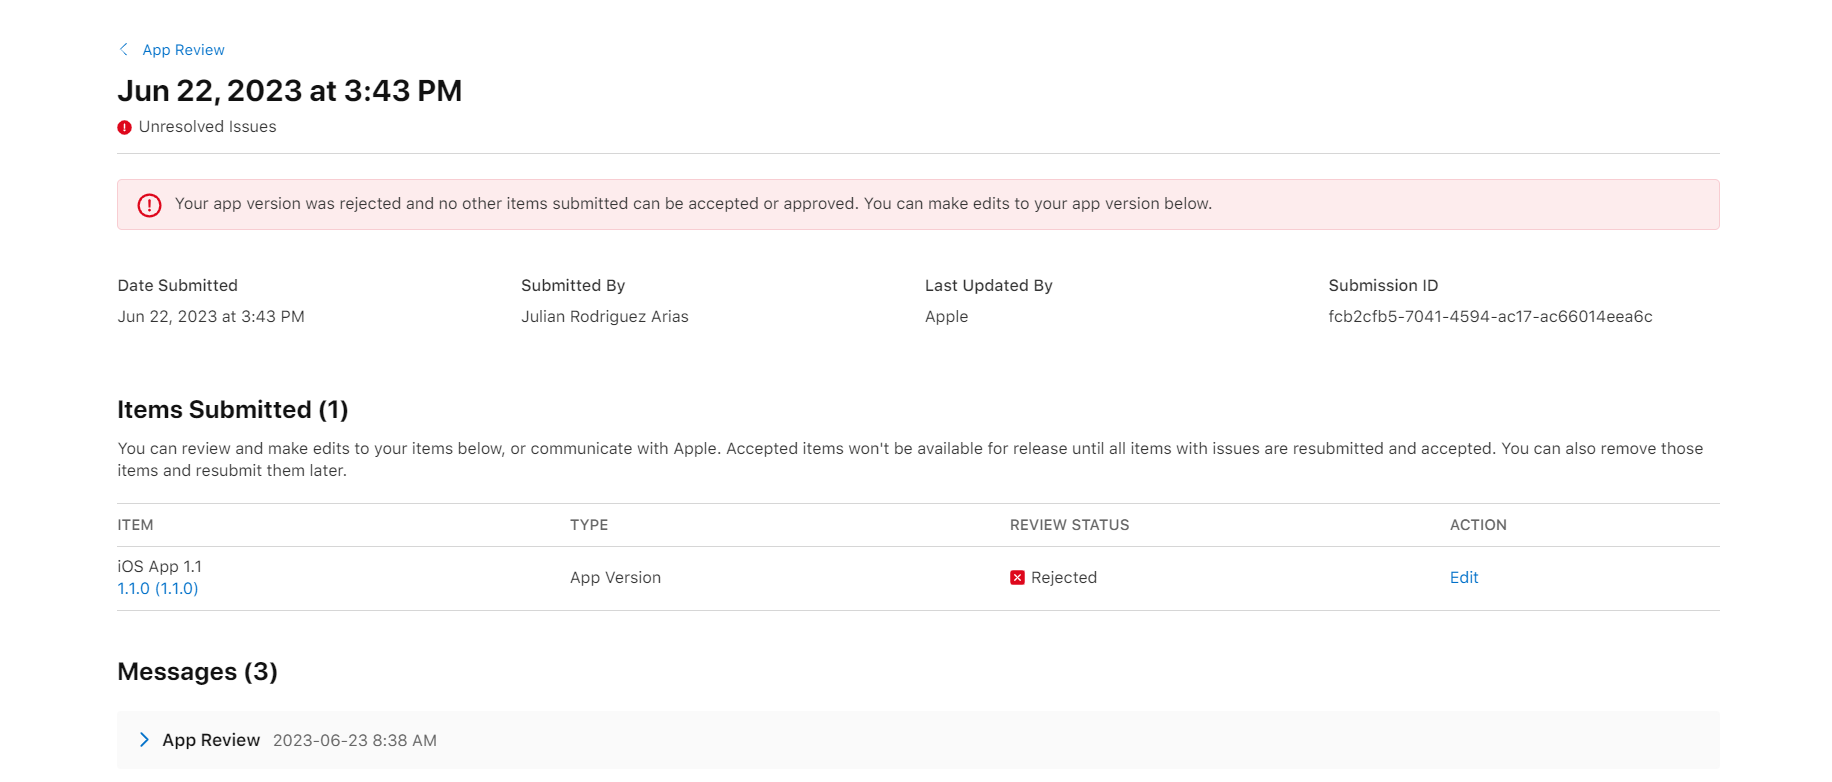 App Review
Jun 22, 2023 at 3:43 PM
Unresolved Issues
Your app version was rejected and no other items submitted can be accepted or approved. You can make edits to your app version below.
Date Submitted
Jun 22, 2023 at 3:43 PM
Submitted By
Julian Rodriguez Arias
Last Updated By
Apple
Submission ID
fcb2cfb5-7041-4594-ac17-ac66014eea6c
Items Submitted (1)
You can review and make edits to your items below, or communicate with Apple. Accepted items won't be available for release until all items with issues are resubmitted and accepted. You can also remove those
items and resubmit them later.
ITEM TYPE REVIEW STATUS ACTION
iOS App 1.1
1.1.0 (1.1.0)
App Version
Rejected
Edit
Messages (3)
App Review 2023-06-23 8:38 AM